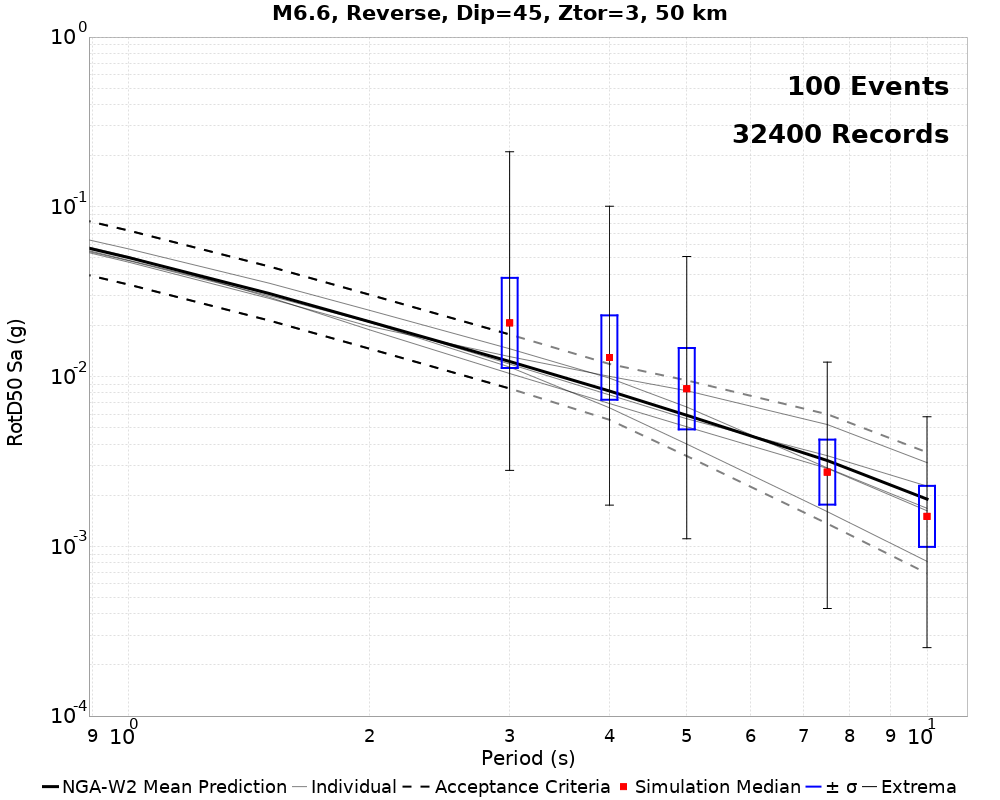 M6.6, Reverse, Dip=45, Ztor=3, 50 km
100 Events
32400 Records
10^0
10^-1
10^-2
10^-3
10^-4
RotD50 Sa (g)
9 10^0 2 3 4 5 6 7 8 9 10^1
Period (s)
NGA-W2 Mean Prediction Individual Acceptance Criteria Simulation Median ± σ Extrema